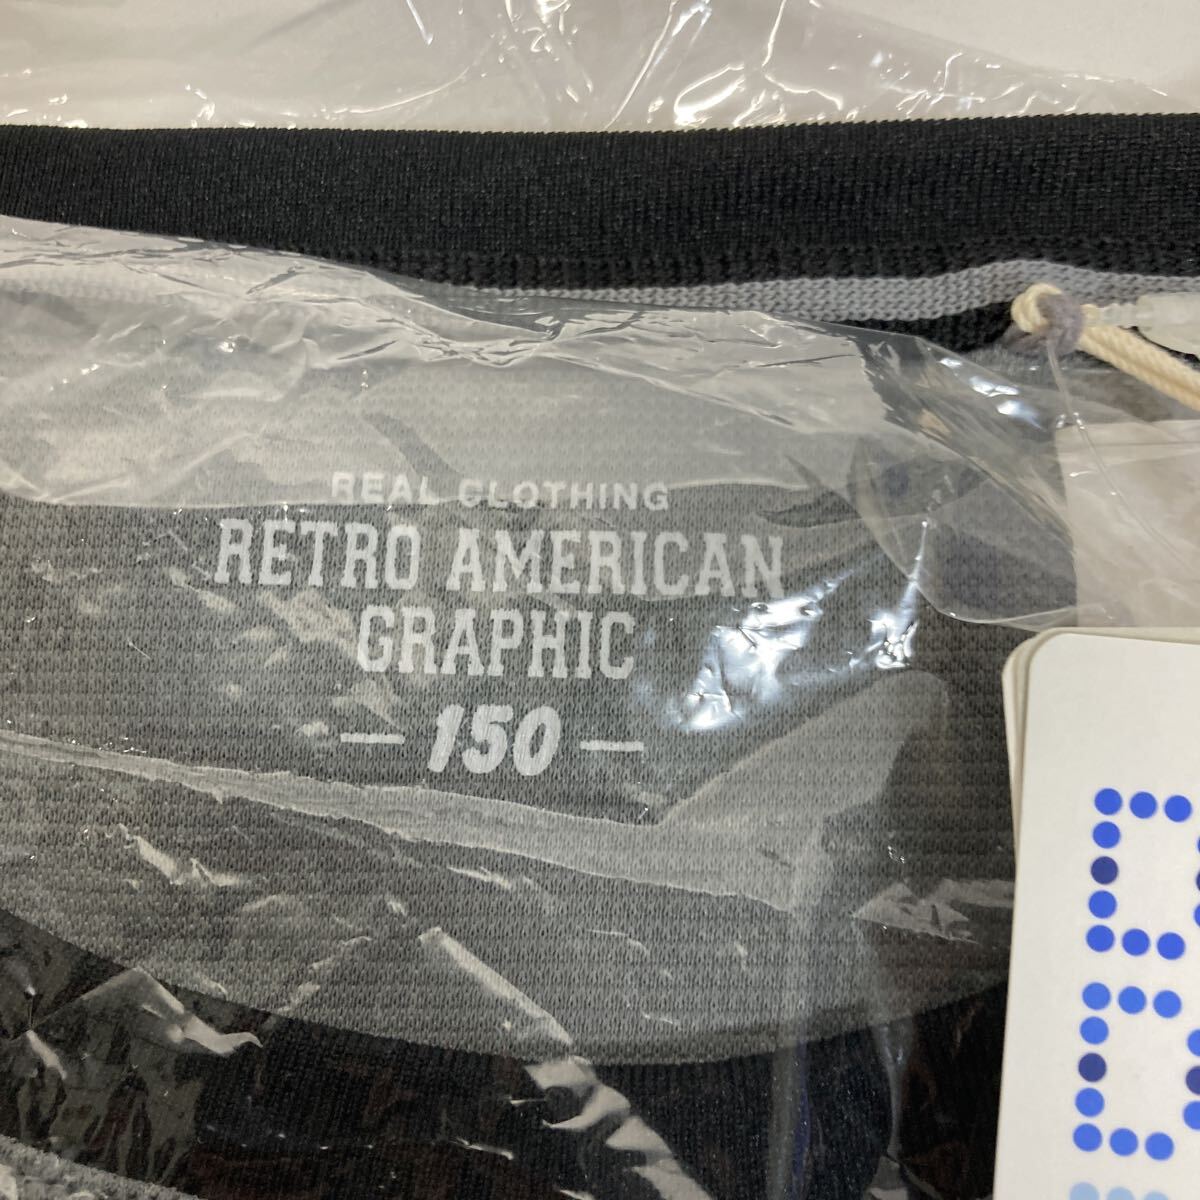 REAL CLOTHING
RETRO AMERICAN
GRAPHIC
— 150 —